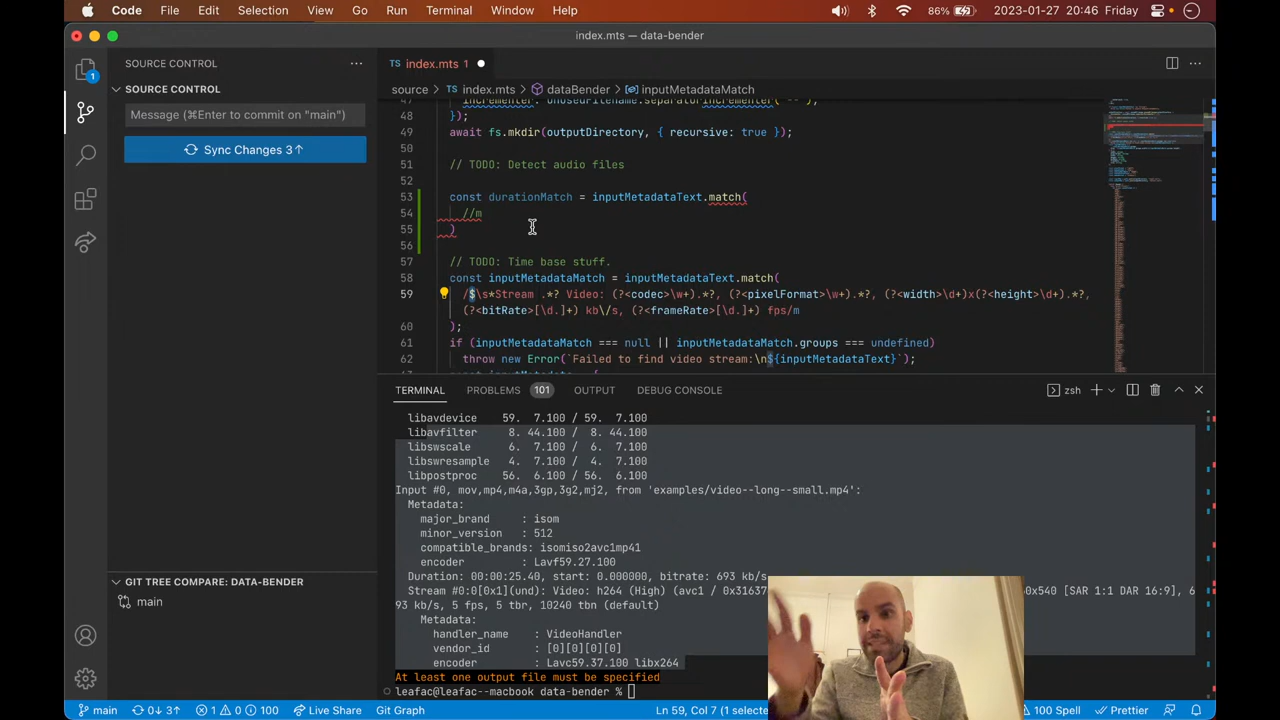 Code File Edit Selection View Go Run Terminal Window Help 86% 2023-01-27 20:46 Friday
index.mts - data-bender
SOURCE CONTROL
TS index.mts 1
1
SOURCE CONTROL
source > TS index.mts > dataBender > inputMetadataMatch
Message (⌘Enter to commit on "main")
Sync Changes 3↑
47 incrementer: unusedFilename.separatorIncrementer("--"),
48 });
49 await fs.mkdir(outputDirectory, { recursive: true });
50
51 // TODO: Detect audio files
52
53 const durationMatch = inputMetadataText.match(
54 //m
55 )
56
57 // TODO: Time base stuff.
58 const inputMetadataMatch = inputMetadataText.match(
59 /$\s*Stream .*? Video: (?<codec>\w+).*?, (?<pixelFormat>\w+).*?, (?<width>\d+)x(?<height>\d+).*?,
(?<bitRate>[\d.]+) kb\/s, (?<frameRate>[\d.]+) fps/m
60 );
61 if (inputMetadataMatch === null || inputMetadataMatch.groups === undefined)
62 throw new Error(`Failed to find video stream:\n${inputMetadataText}`);
TERMINAL PROBLEMS 101 OUTPUT DEBUG CONSOLE zsh
libavdevice 59. 7.100 / 59. 7.100
libavfilter 8. 44.100 / 8. 44.100
libswscale 6. 7.100 / 6. 7.100
libswresample 4. 7.100 / 4. 7.100
libpostproc 56. 6.100 / 56. 6.100
Input #0, mov,mp4,m4a,3gp,3g2,mj2, from 'examples/video--long--small.mp4':
Metadata:
major_brand : isom
minor_version : 512
compatible_brands: isomiso2avc1mp41
encoder : Lavf59.27.100
Duration: 00:00:25.40, start: 0.000000, bitrate: 693 kb/s
Stream #0:0[0x1](und): Video: h264 (High) (avc1 / 0x31637 0x540 [SAR 1:1 DAR 16:9], 6
93 kb/s, 5 fps, 5 tbr, 10240 tbn (default)
Metadata:
handler_name : VideoHandler
vendor_id : [0][0][0][0]
encoder : Lavc59.37.100 libx264
At least one output file must be specified
leafac@leafac--macbook data-bender %
GIT TREE COMPARE: DATA-BENDER
main
main 0↓ 3↑ 1 0 100 Live Share Git Graph Ln 59, Col 7 (1 selecte 100 Spell Prettier